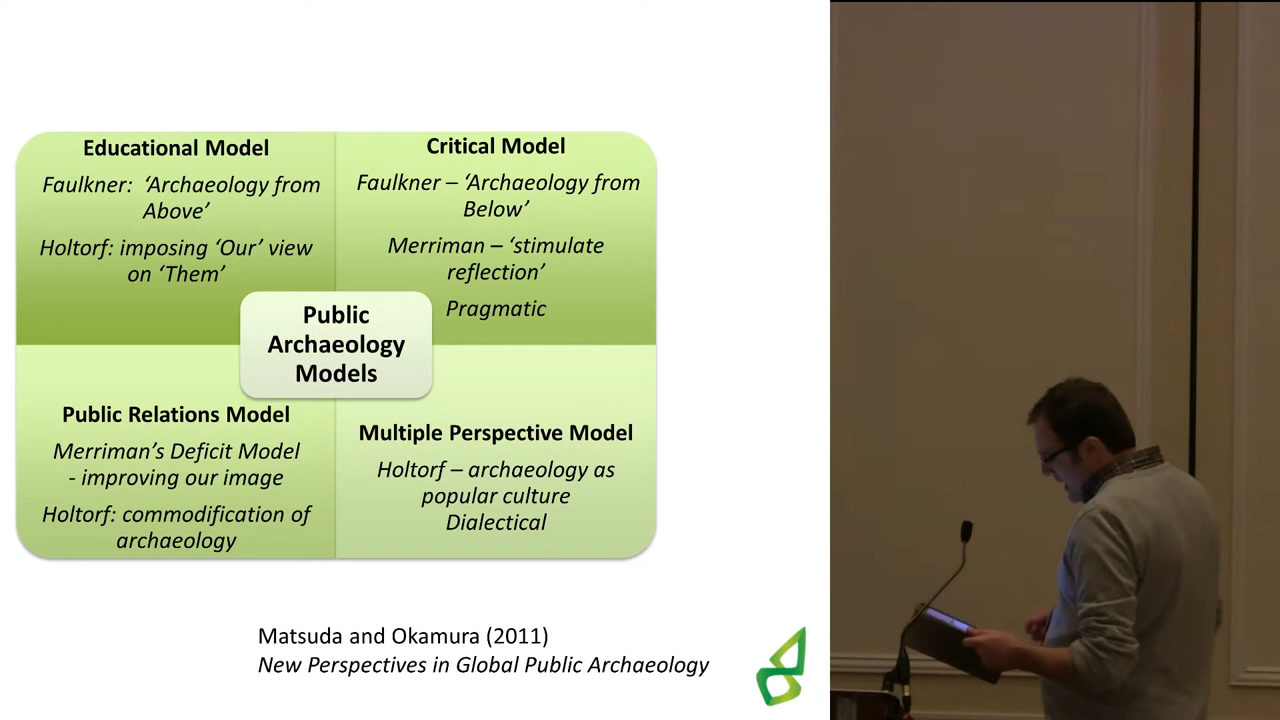 Educational Model
Faulkner:  ‘Archaeology from
Above’
Holtorf: imposing ‘Our’ view
on ‘Them’
Critical Model
Faulkner – ‘Archaeology from
Below’
Merriman – ‘stimulate
reflection’
Pragmatic
Public
Archaeology
Models
Public Relations Model
Merriman’s Deficit Model
- improving our image
Holtorf: commodification of
archaeology
Multiple Perspective Model
Holtorf – archaeology as
popular culture
Dialectical
Matsuda and Okamura (2011)
New Perspectives in Global Public Archaeology